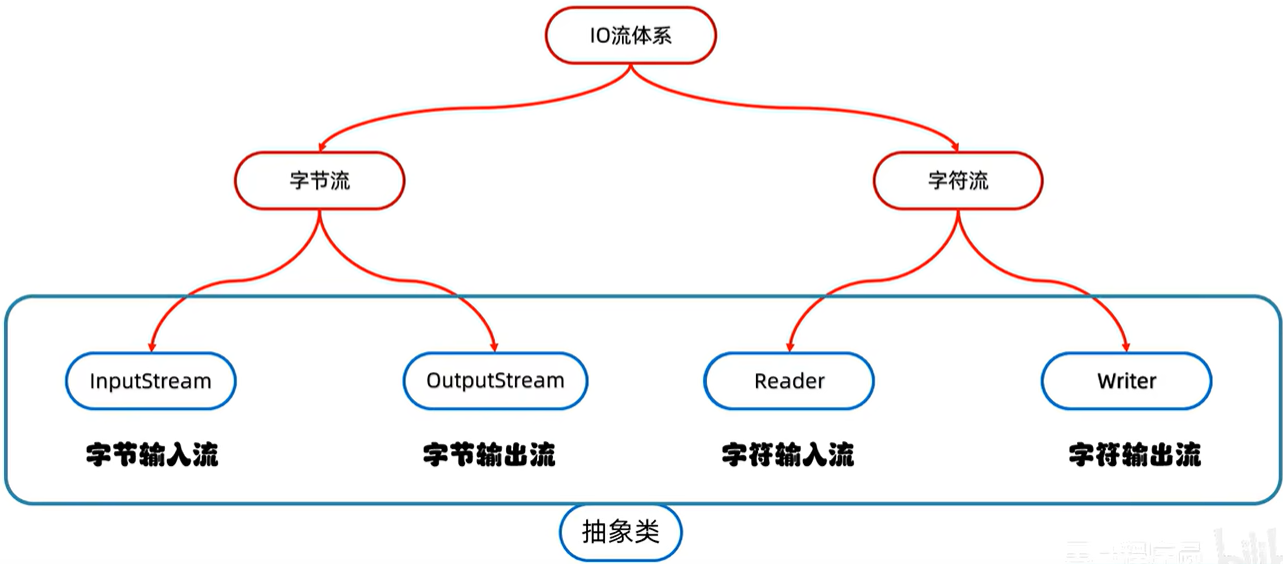 IO流体系
字节流
字符流
InputStream
OutputStream
Reader
Writer
字节输入流
字节输出流
字符输入流
字符输出流
抽象类